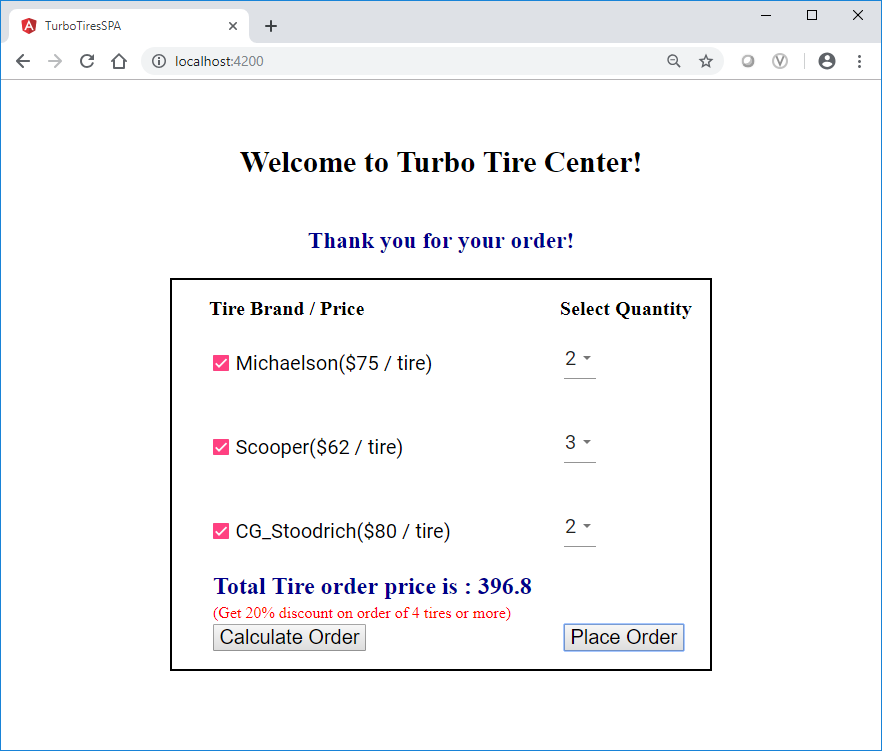 TurboTiresSPA
localhost:4200
Welcome to Turbo Tire Center!
Thank you for your order!
Tire Brand / Price Select Quantity
Michaelson($75 / tire) 2
Scooper($62 / tire) 3
CG_Stoodrich($80 / tire) 2
Total Tire order price is : 396.8
(Get 20% discount on order of 4 tires or more)
Calculate Order Place Order